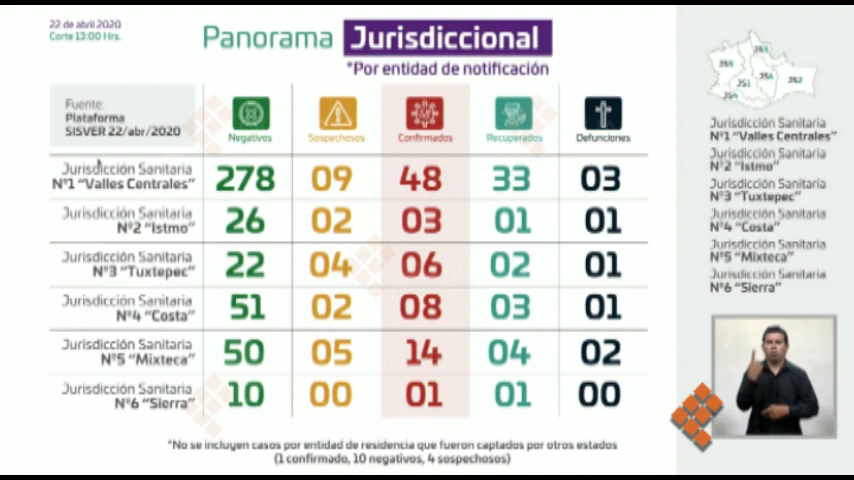 22 de abril 2020
Corte 13:00 Hrs.
Panorama Jurisdiccional
*Por entidad de notificación
Fuente:
Plataforma
SISVER 22/abr/2020
Negativos
Sospechosos
Confirmados
Recuperados
Defunciones
Jurisdicción Sanitaria
Nº1 "Valles Centrales"
278 09 48 33 03
Jurisdicción Sanitaria
Nº2 "Istmo"
26 02 03 01 01
Jurisdicción Sanitaria
Nº3 "Tuxtepec"
22 04 06 02 01
Jurisdicción Sanitaria
Nº4 "Costa"
51 02 08 03 01
Jurisdicción Sanitaria
Nº5 "Mixteca"
50 05 14 04 02
Jurisdicción Sanitaria
Nº6 "Sierra"
10 00 01 01 00
*No se incluyen casos por entidad de residencia que fueron captados por otros estados
(1 confirmado, 10 negativos, 4 sospechosos)
JS3
JS5
JS6
JS2
JS1
JS4
Jurisdicción Sanitaria
Nº1 "Valles Centrales"
Jurisdicción Sanitaria
Nº2 "Istmo"
Jurisdicción Sanitaria
Nº3 "Tuxtepec"
Jurisdicción Sanitaria
Nº4 "Costa"
Jurisdicción Sanitaria
Nº5 "Mixteca"
Jurisdicción Sanitaria
Nº6 "Sierra"